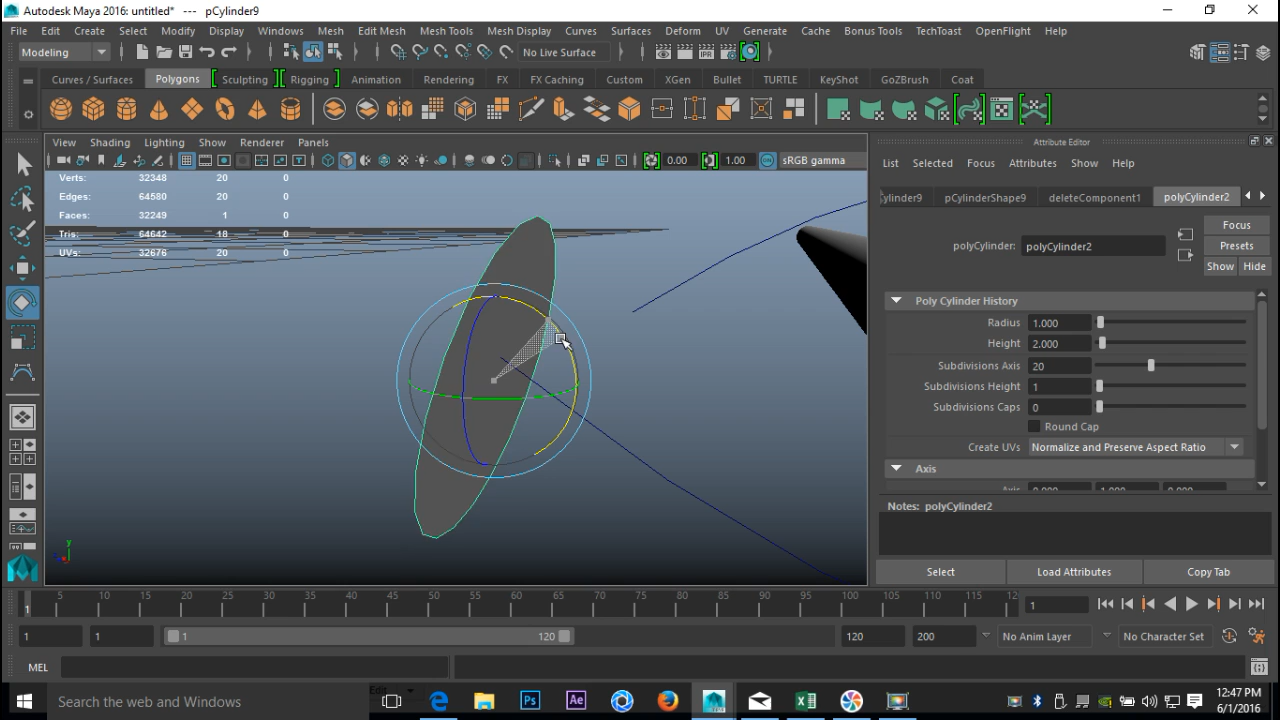 Autodesk Maya 2016: untitled*   ---   pCylinder9
File Edit Create Select Modify Display Windows Mesh Edit Mesh Mesh Tools Mesh Display Curves Surfaces Deform UV Generate Cache Bonus Tools TechToast OpenFlight Help
Modeling No Live Surface
Curves / Surfaces Polygons Sculpting Rigging Animation Rendering FX FX Caching Custom XGen Bullet TURTLE KeyShot GoZBrush Coat
View Shading Lighting Show Renderer Panels Attribute Editor
0.00 1.00 sRGB gamma
List Selected Focus Attributes Show Help
Verts: 32348 20 0
Edges: 64580 20 0
Faces: 32249 1 0
Tris: 64642 18 0
UVs: 32676 20 0
ylinder9 pCylinderShape9 deleteComponent1 polyCylinder2
Focus
polyCylinder: polyCylinder2 Presets
Show Hide
Poly Cylinder History
Radius 1.000
Height 2.000
Subdivisions Axis 20
Subdivisions Height 1
Subdivisions Caps 0
Round Cap
Create UVs Normalize and Preserve Aspect Ratio
Axis
Notes: polyCylinder2
y
Select Load Attributes Copy Tab
1 5 10 15 20 25 30 35 40 45 50 55 60 65 70 75 80 85 90 95 100 105 110 115 12 1
1 1 1 120 120 200 No Anim Layer No Character Set
MEL
Edit
Search the web and Windows
Ps Ae
12:47 PM
6/1/2016